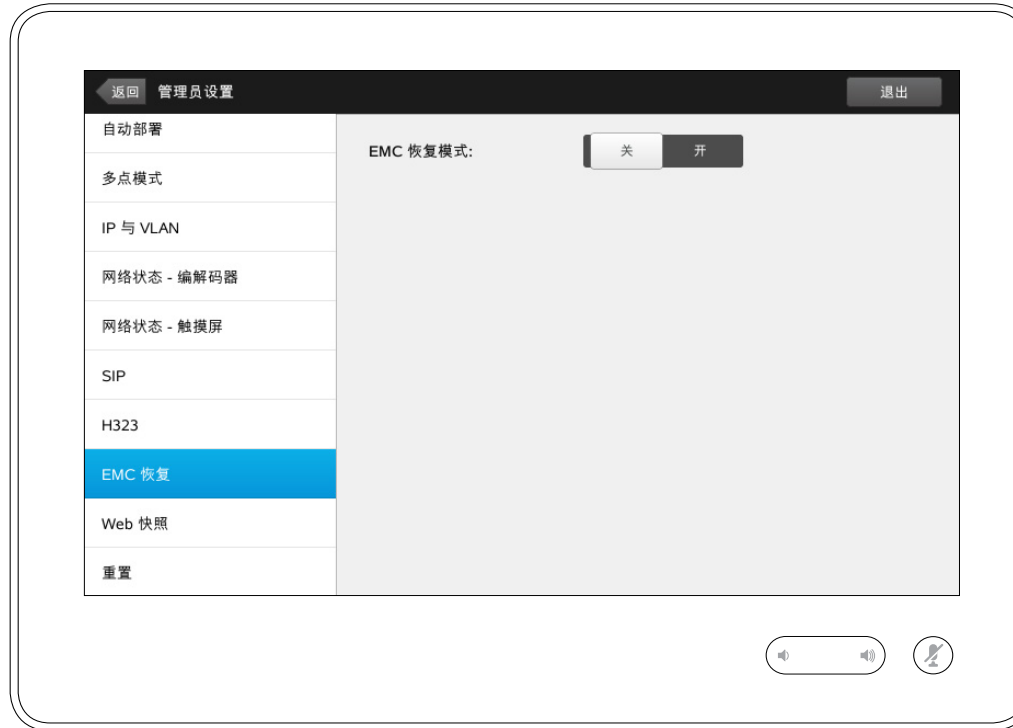 返回 管理员设置 退出
自动部署
EMC 恢复模式: 关 开
多点模式
IP 与 VLAN
网络状态 - 编解码器
网络状态 - 触摸屏
SIP
H323
EMC 恢复
Web 快照
重置